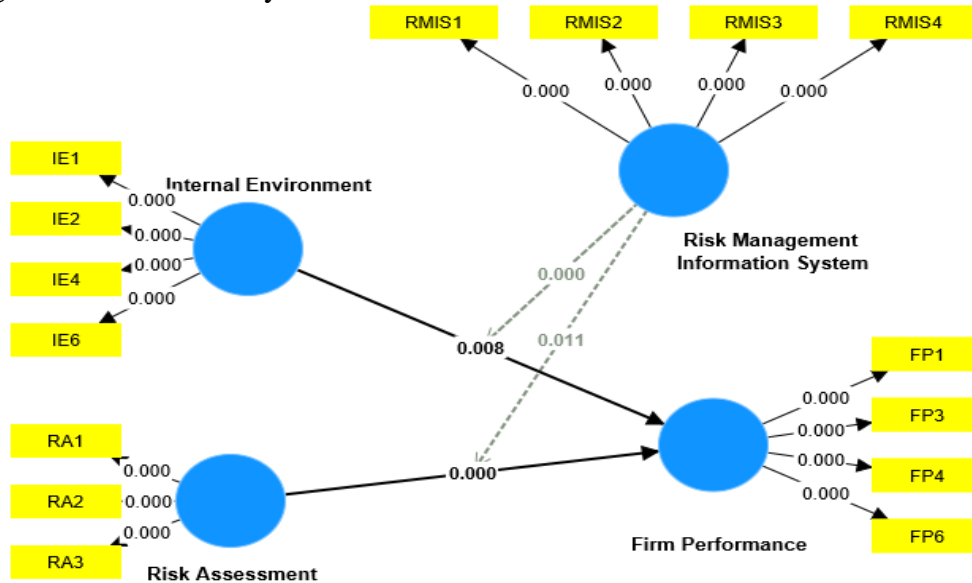 RMIS1
RMIS2
RMIS3
RMIS4
0.000
0.000
0.000
0.000
IE1
IE2
IE4
IE6
0.000
0.000
0.000
0.000
Internal Environment
Risk Management
Information System
0.000
0.011
0.008
0.000
RA1
RA2
RA3
0.000
0.000
0.000
Risk Assessment
FP1
FP3
FP4
FP6
0.000
0.000
0.000
0.000
Firm Performance